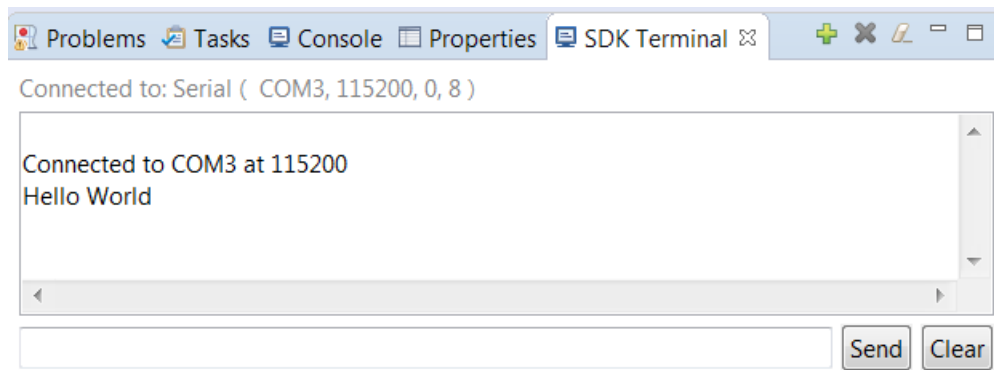 Problems Tasks Console Properties SDK Terminal
Connected to: Serial ( COM3, 115200, 0, 8 )
Connected to COM3 at 115200
Hello World
Send Clear